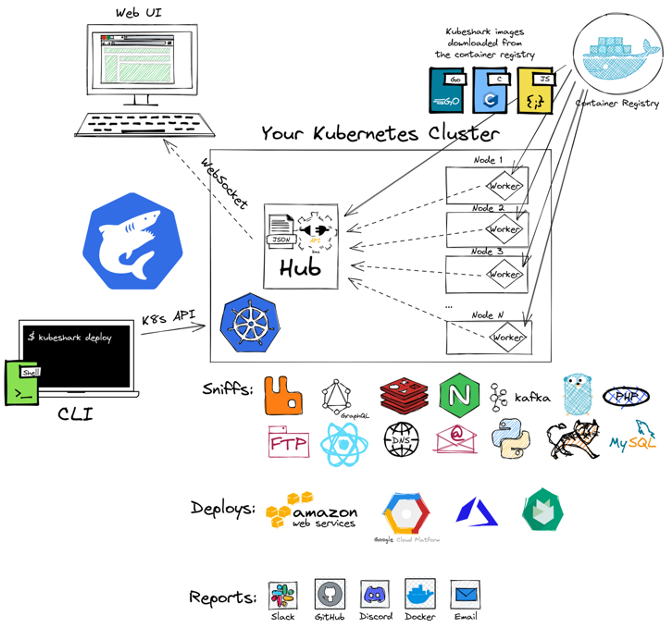 Web UI
Kubeshark images
downloaded from
the container registry
Go
GO
C
C
JS
{;}
Container Registry
Your Kubernetes Cluster
WebSocket
Node 1
Worker
Node 2
Worker
Node 3
Worker
...
Node N
Worker
JSON
API
Hub
K8s API
$ kubeshark deploy
Shell
>_
CLI
Sniffs:
GraphQL
N
kafka
PHP
FTP
DNS
@
MySQL
Deploys:
amazon
web services
Google Cloud Platform
Reports:
Slack
GitHub
Discord
Docker
Email